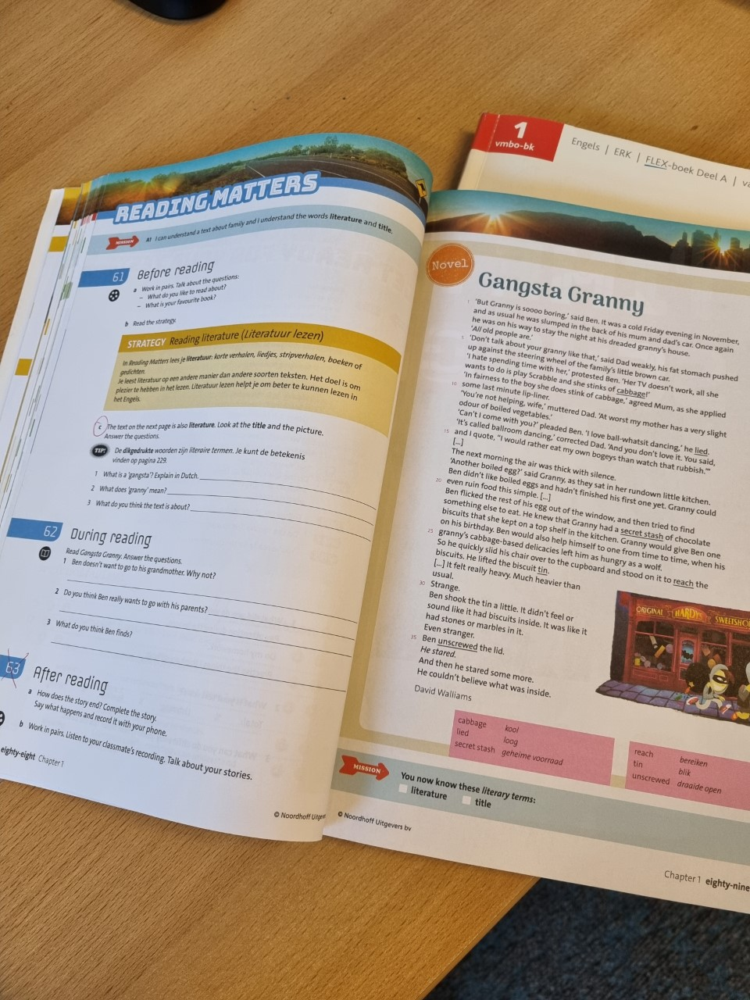 READING MATTERS
MISSION
A1 I can understand a text about family and I understand the words literature and title.
61 Before reading
a Work in pairs. Talk about the questions:
– What do you like to read about?
– What is your favourite book?
b Read the strategy.
STRATEGY Reading literature (Literatuur lezen)
In Reading Matters lees je literatuur: korte verhalen, liedjes, stripverhalen, boeken of
gedichten.
Je leest literatuur op een andere manier dan andere soorten teksten. Het doel is om
plezier te hebben in het lezen. Literatuur lezen helpt je om beter te kunnen lezen in
het Engels.
c The text on the next page is also literature. Look at the title and the picture.
Answer the questions.
TIP! De dikgedrukte woorden zijn literaire termen. Je kunt de betekenis
vinden op pagina 229.
1 What is a 'gangsta'? Explain in Dutch.
2 What does 'granny' mean?
3 What do you think the text is about?
62 During reading
Read Gangsta Granny. Answer the questions.
1 Ben doesn't want to go to his grandmother. Why not?
2 Do you think Ben really wants to go with his parents?
3 What do you think Ben finds?
63 After reading
a How does the story end? Complete the story.
Say what happens and record it with your phone.
b Work in pairs. Listen to your classmate's recording. Talk about your stories.
eighty-eight Chapter 1
© Noordhoff Uitgev
1
vmbo-bk
Engels | ERK | FLEX-boek Deel A | va
Novel
Gangsta Granny
1 'But Granny is soooo boring,' said Ben. It was a cold Friday evening in November,
and as usual he was slumped in the back of his mum and dad's car. Once again
he was on his way to stay the night at his dreaded granny's house.
'All old people are.'
5 'Don't talk about your granny like that,' said Dad weakly, his fat stomach pushed
up against the steering wheel of the family's little brown car.
'I hate spending time with her,' protested Ben. 'Her TV doesn't work, all she
wants to do is play Scrabble and she stinks of cabbage!'
'In fairness to the boy she does stink of cabbage,' agreed Mum, as she applied
10 some last minute lip-liner.
'You're not helping, wife,' muttered Dad. 'At worst my mother has a very slight
odour of boiled vegetables.'
'Can't I come with you?' pleaded Ben. 'I love ball-whatsit dancing,' he lied.
'It's called ballroom dancing,' corrected Dad. 'And you don't love it. You said,
15 and I quote, "I would rather eat my own bogeys than watch that rubbish."'
[...]
The next morning the air was thick with silence.
'Another boiled egg?' said Granny, as they sat in her rundown little kitchen.
Ben didn't like boiled eggs and hadn't finished his first one yet. Granny could
20 even ruin food this simple. [...]
Ben flicked the rest of his egg out of the window, and then tried to find
something else to eat. He knew that Granny had a secret stash of chocolate
biscuits that she kept on a top shelf in the kitchen. Granny would give Ben one
on his birthday. Ben would also help himself to one from time to time, when his
25 granny's cabbage-based delicacies left him as hungry as a wolf.
So he quickly slid his chair over to the cupboard and stood on it to reach the
biscuits. He lifted the biscuit tin.
[...] It felt really heavy. Much heavier than
usual.
30 Strange.
Ben shook the tin a little. It didn't feel or
sound like it had biscuits inside. It was like it
had stones or marbles in it.
Even stranger.
35 Ben unscrewed the lid.
He stared.
And then he stared some more.
He couldn't believe what was inside.
David Walliams
ORIGINAL HARDY'S SWEETSHO
cabbage kool
lied loog
secret stash geheime voorraad
reach bereiken
tin blik
unscrewed draaide open
MISSION
You now know these literary terms:
literature title
© Noordhoff Uitgevers bv
Chapter 1 eighty-nine